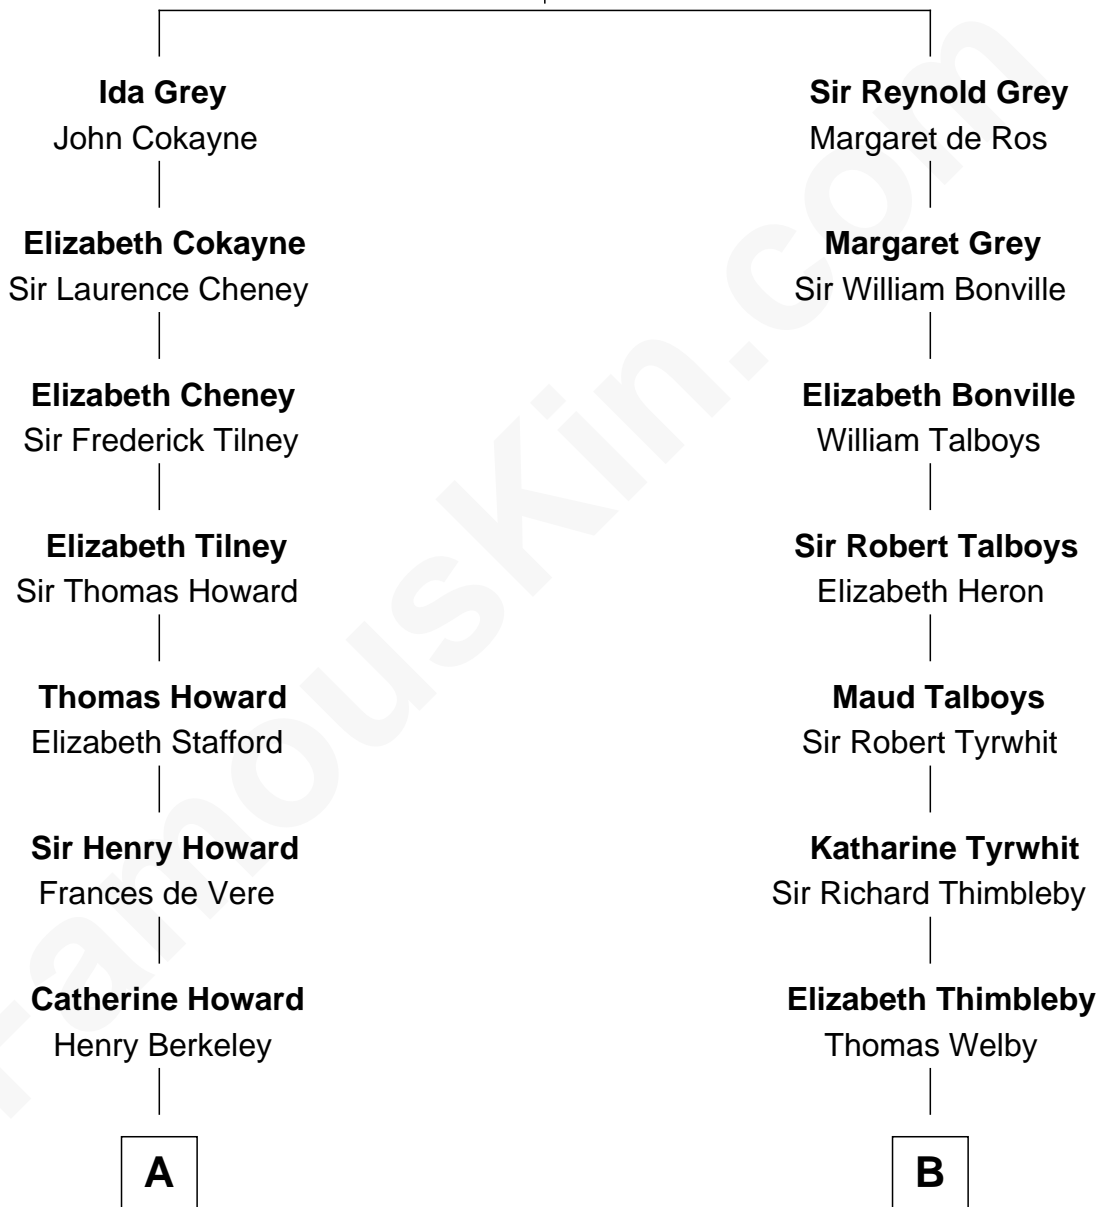 Ida Grey
John Cokayne
Sir Reynold Grey
Margaret de Ros
Elizabeth Cokayne
Sir Laurence Cheney
Margaret Grey
Sir William Bonville
Elizabeth Cheney
Sir Frederick Tilney
Elizabeth Bonville
William Talboys
Elizabeth Tilney
Sir Thomas Howard
Sir Robert Talboys
Elizabeth Heron
Thomas Howard
Elizabeth Stafford
Maud Talboys
Sir Robert Tyrwhit
Sir Henry Howard
Frances de Vere
Katharine Tyrwhit
Sir Richard Thimbleby
Catherine Howard
Henry Berkeley
Elizabeth Thimbleby
Thomas Welby
A
B
FamousKin.com